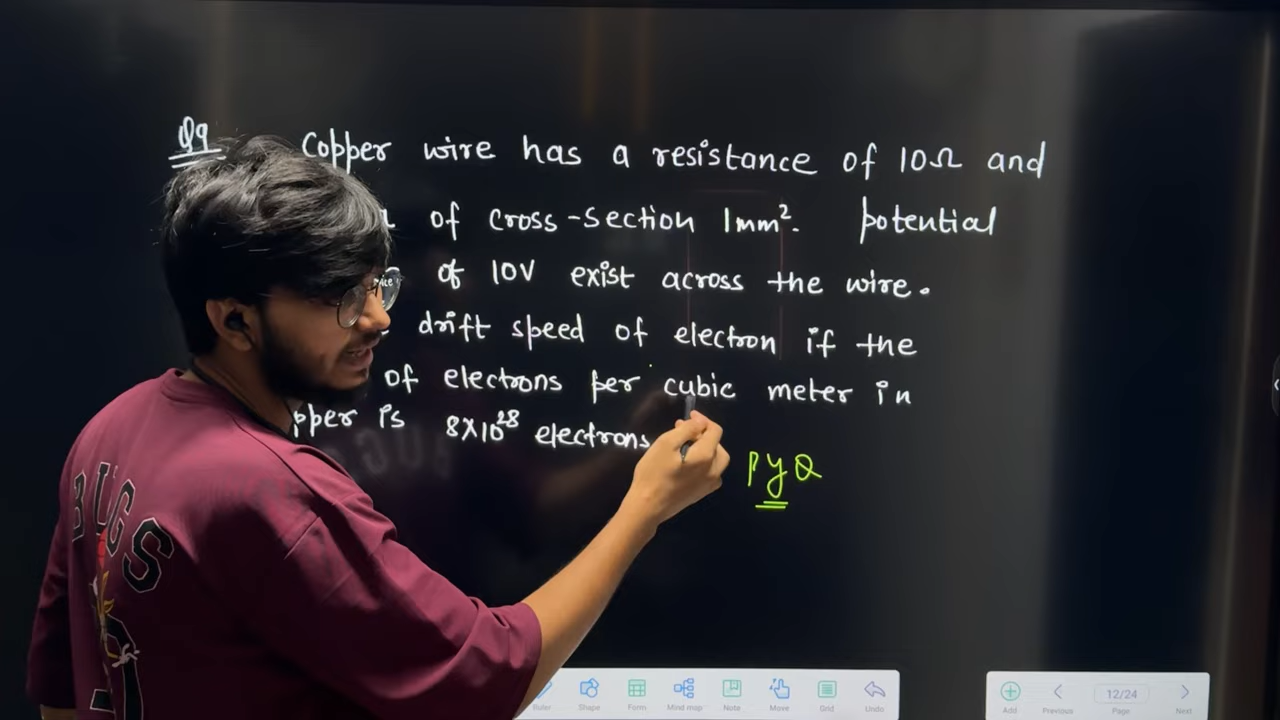 Q9 Copper wire has a resistance of 10Ω and
of cross-section 1mm². potential
of 10V exist across the wire.
drift speed of electron if the
of electrons per cubic meter in
pper is 8×10²⁸ electrons
PYQ
BUGS
Ruler Shape Form Mind map Note Move Grid Undo
Add Previous 12/24 Page Next